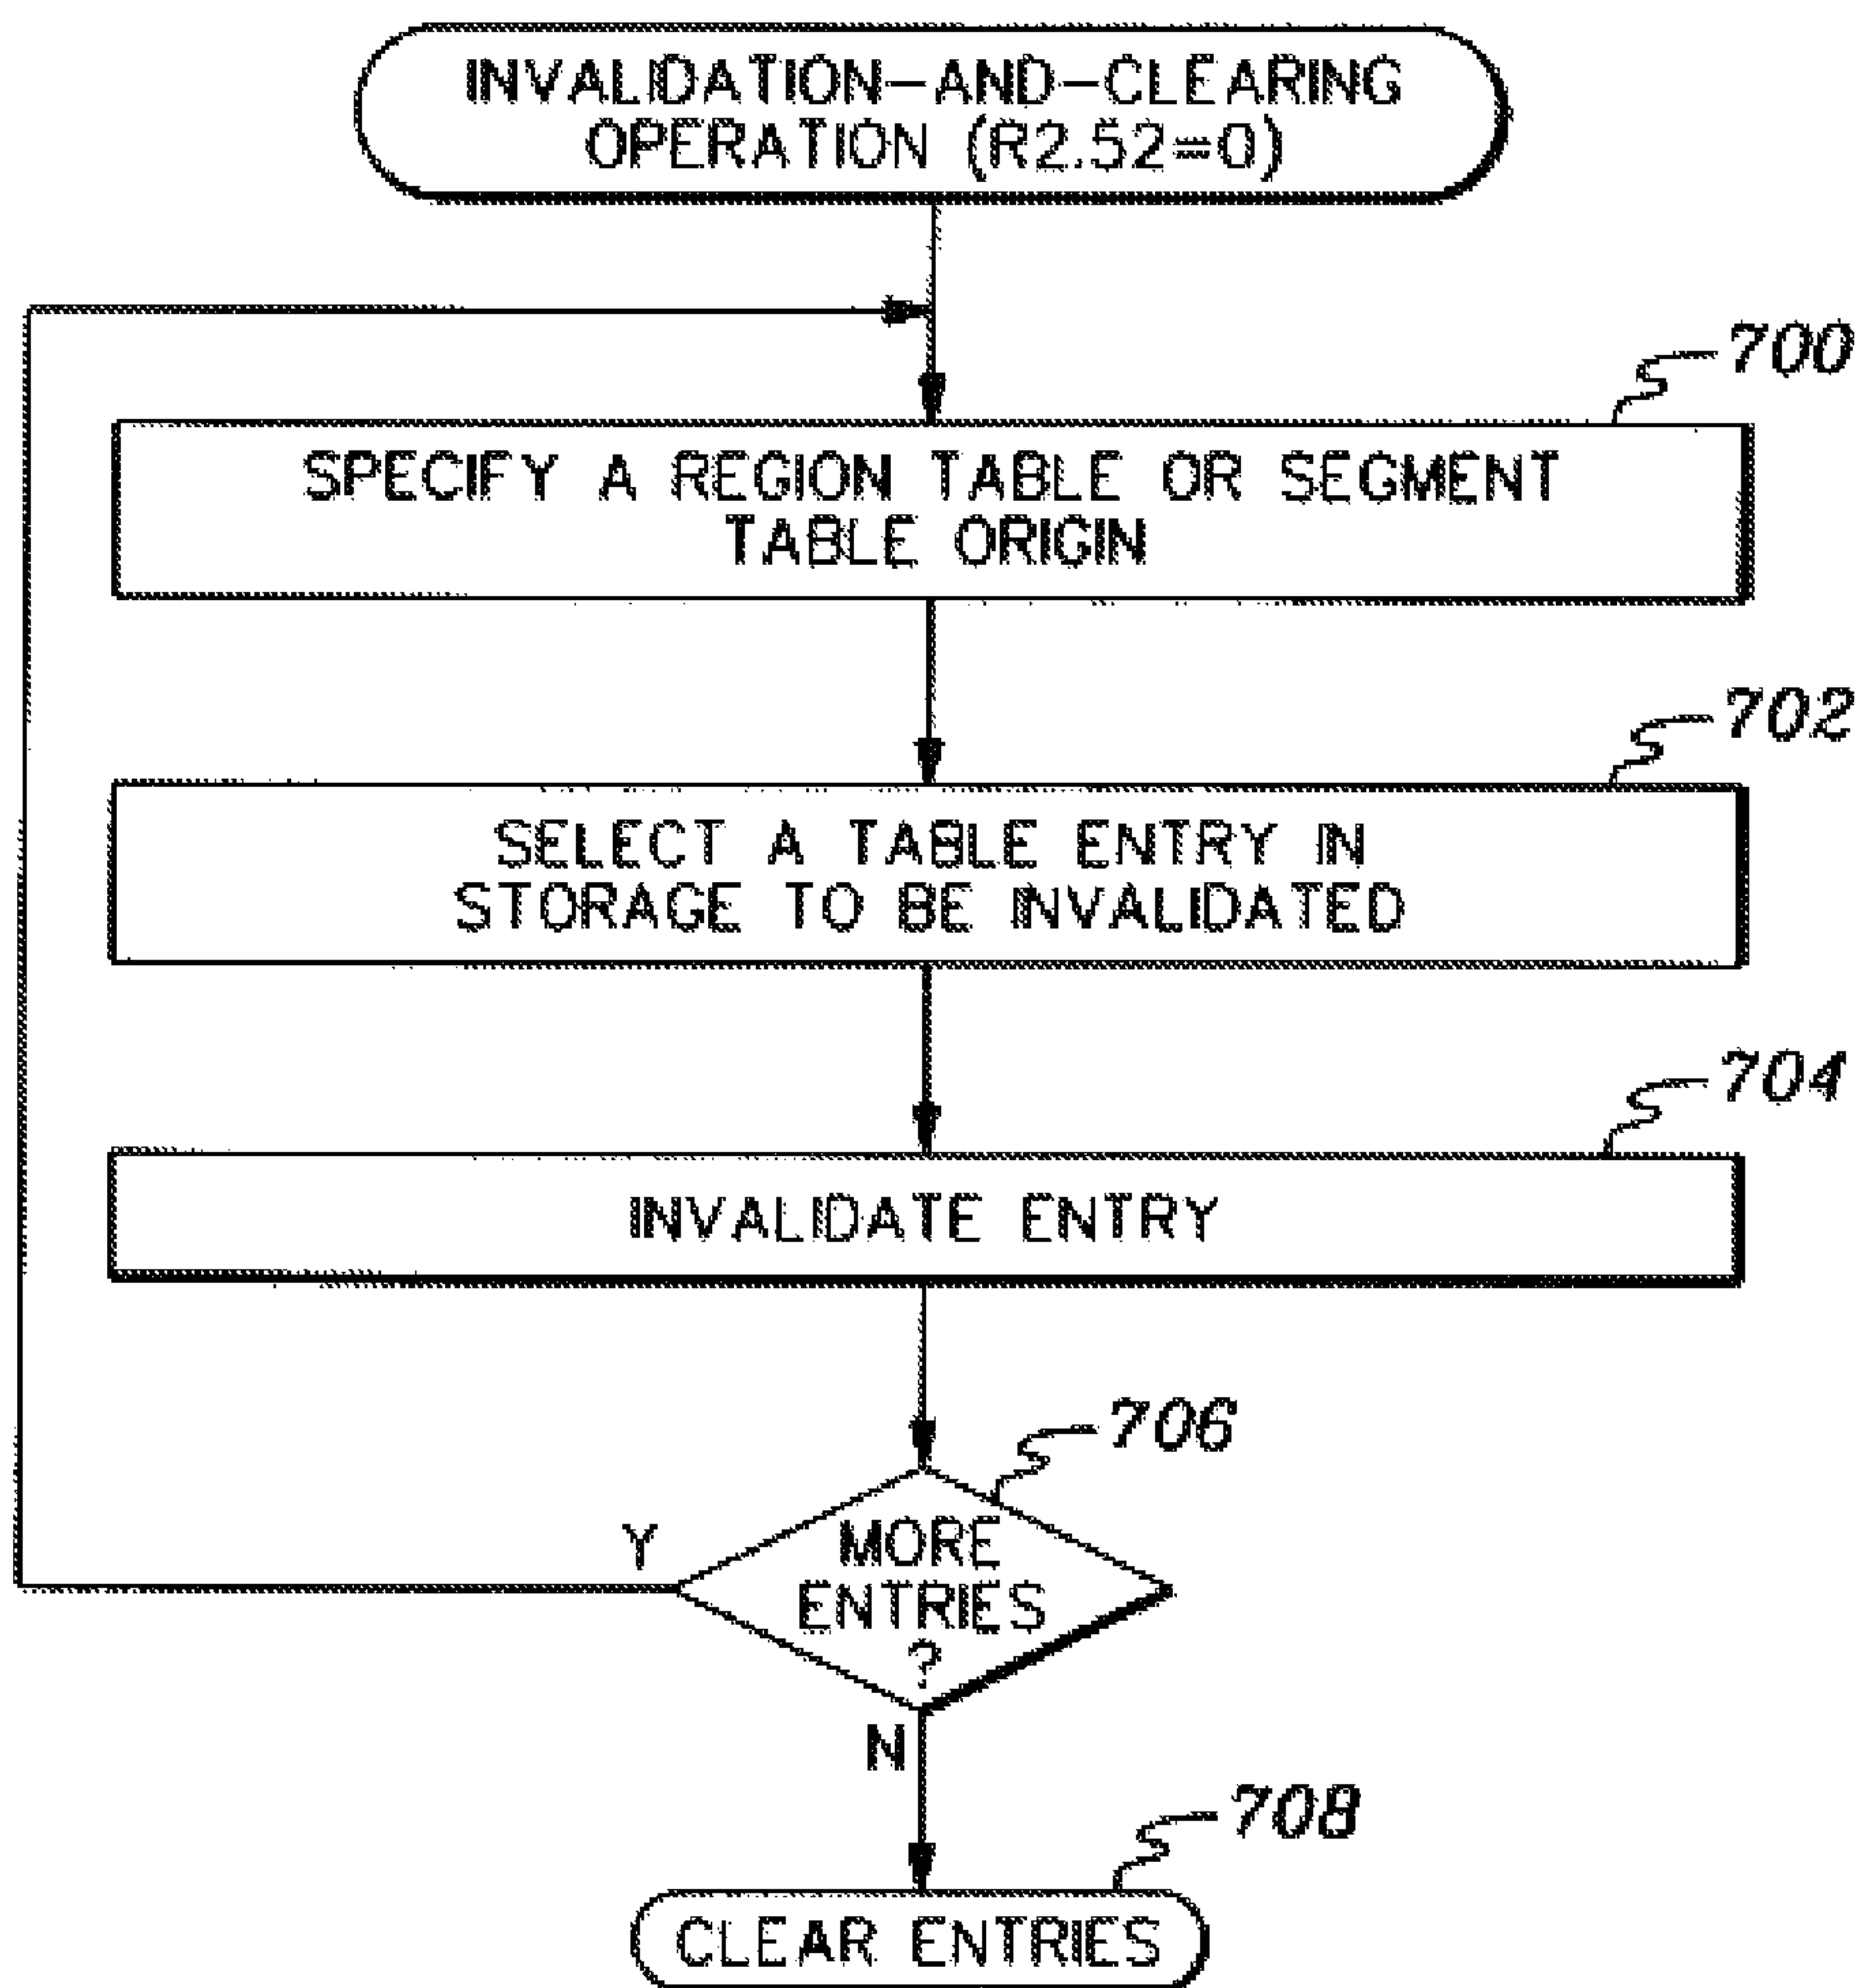 INVALIDATION-AND-CLEARING
OPERATION (R2.52=0)
700
SPECIFY A REGION TABLE OR SEGMENT
TABLE ORIGIN
702
SELECT A TABLE ENTRY IN
STORAGE TO BE INVALIDATED
704
INVALIDATE ENTRY
706
Y
MORE
ENTRIES
?
N
708
CLEAR ENTRIES